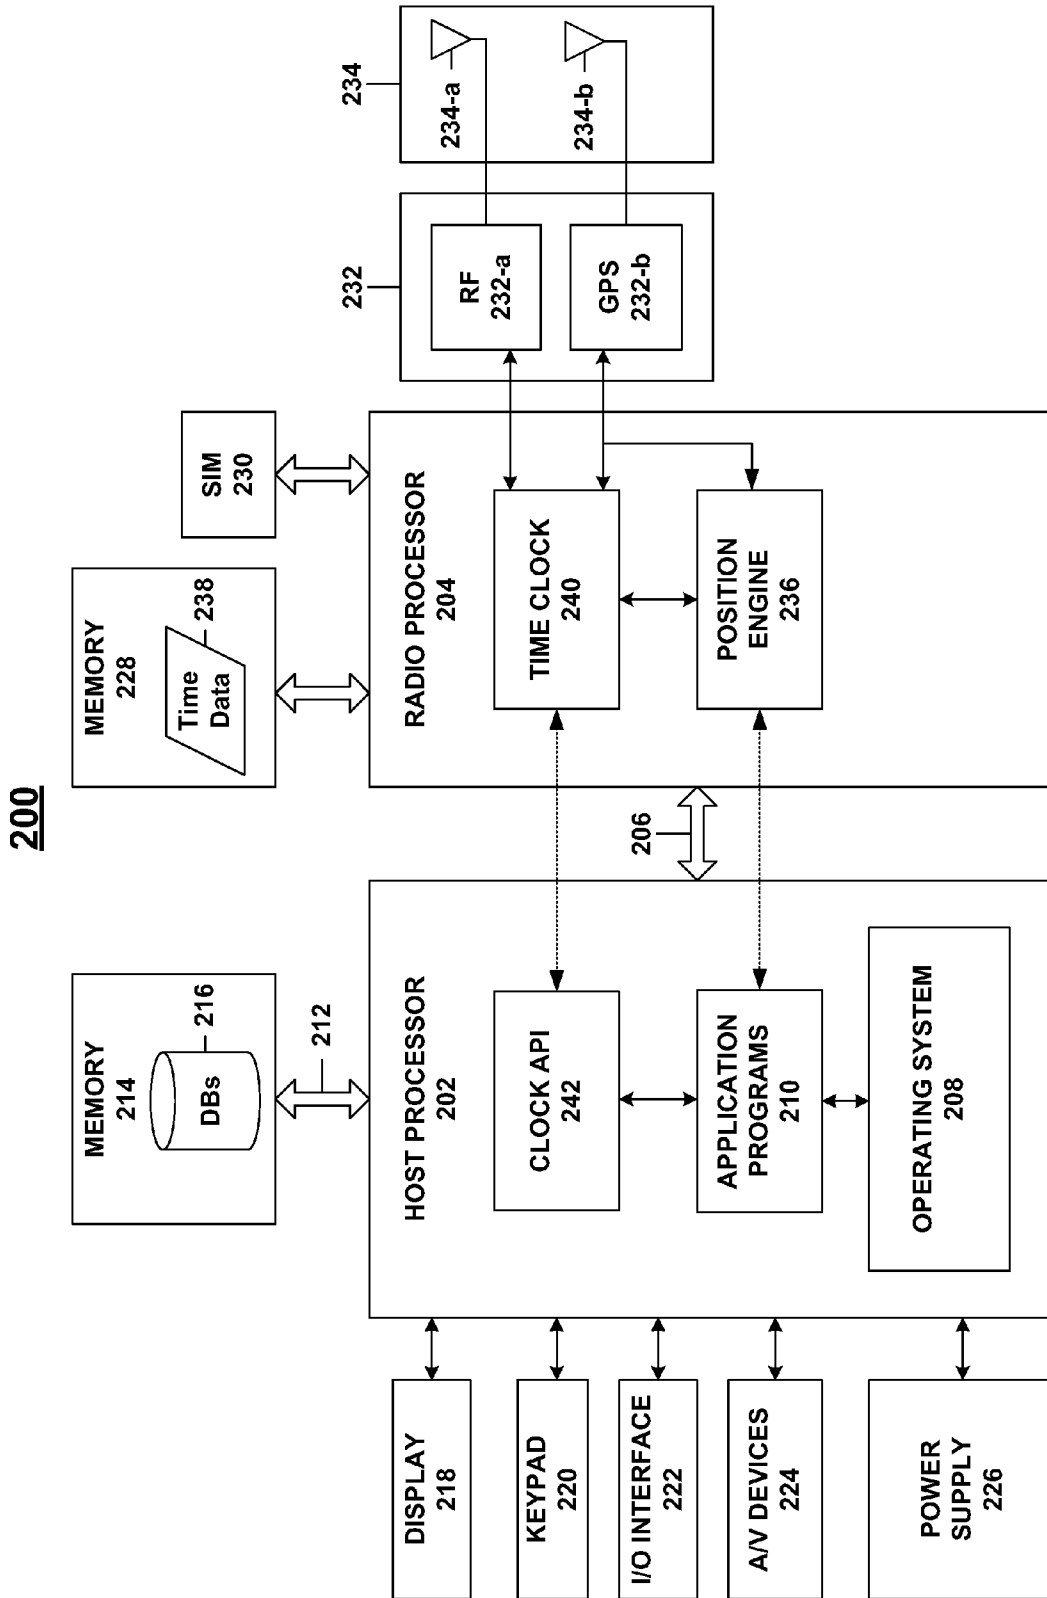 200
MEMORY
214
DBs
216
212
MEMORY
228
Time
Data
238
SIM
230
DISPLAY
218
KEYPAD
220
I/O INTERFACE
222
A/V DEVICES
224
POWER
SUPPLY
226
HOST PROCESSOR
202
CLOCK API
242
APPLICATION
PROGRAMS
210
OPERATING SYSTEM
208
206
RADIO PROCESSOR
204
TIME CLOCK
240
POSITION
ENGINE
236
232
RF
232-a
GPS
232-b
234
234-a
234-b